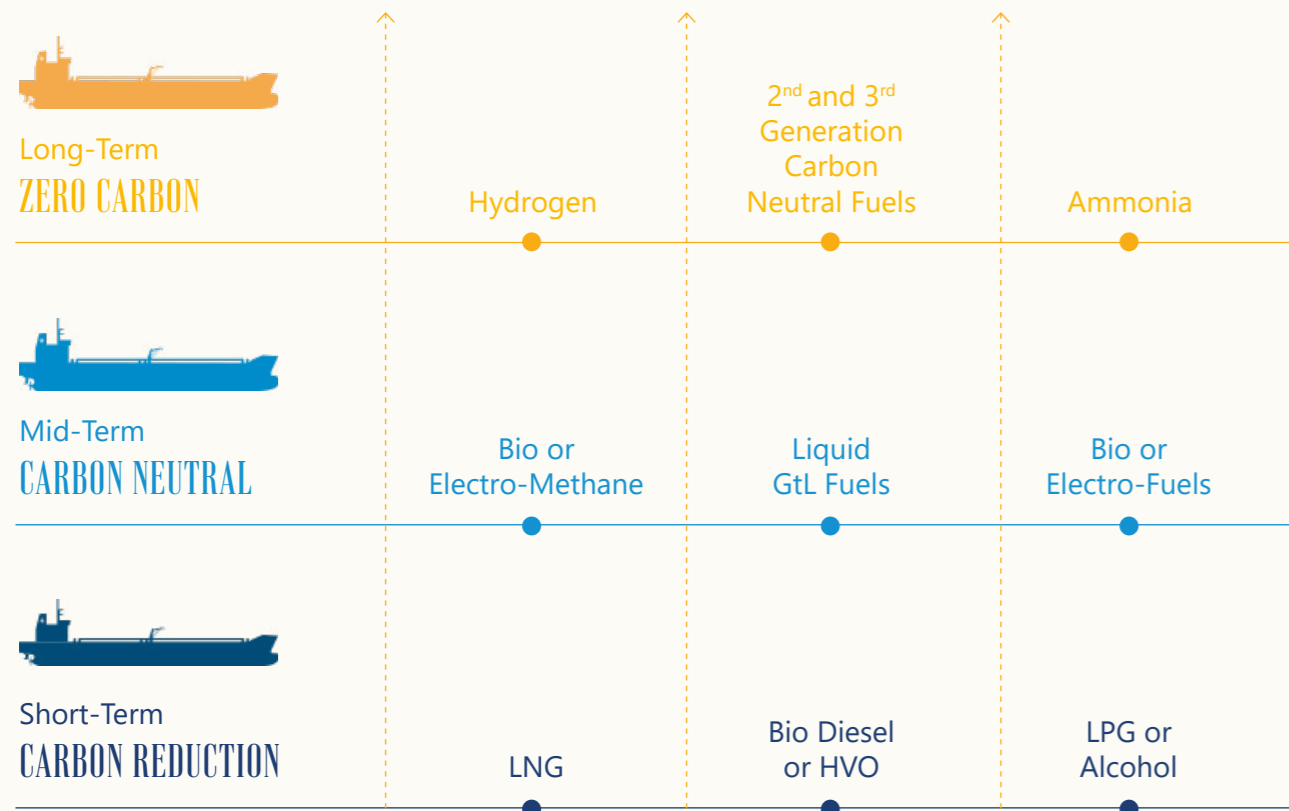 Long-Term
ZERO CARBON
Hydrogen
2nd and 3rd
Generation
Carbon
Neutral Fuels
Ammonia
Mid-Term
CARBON NEUTRAL
Bio or
Electro-Methane
Liquid
GtL Fuels
Bio or
Electro-Fuels
Short-Term
CARBON REDUCTION
LNG
Bio Diesel
or HVO
LPG or
Alcohol